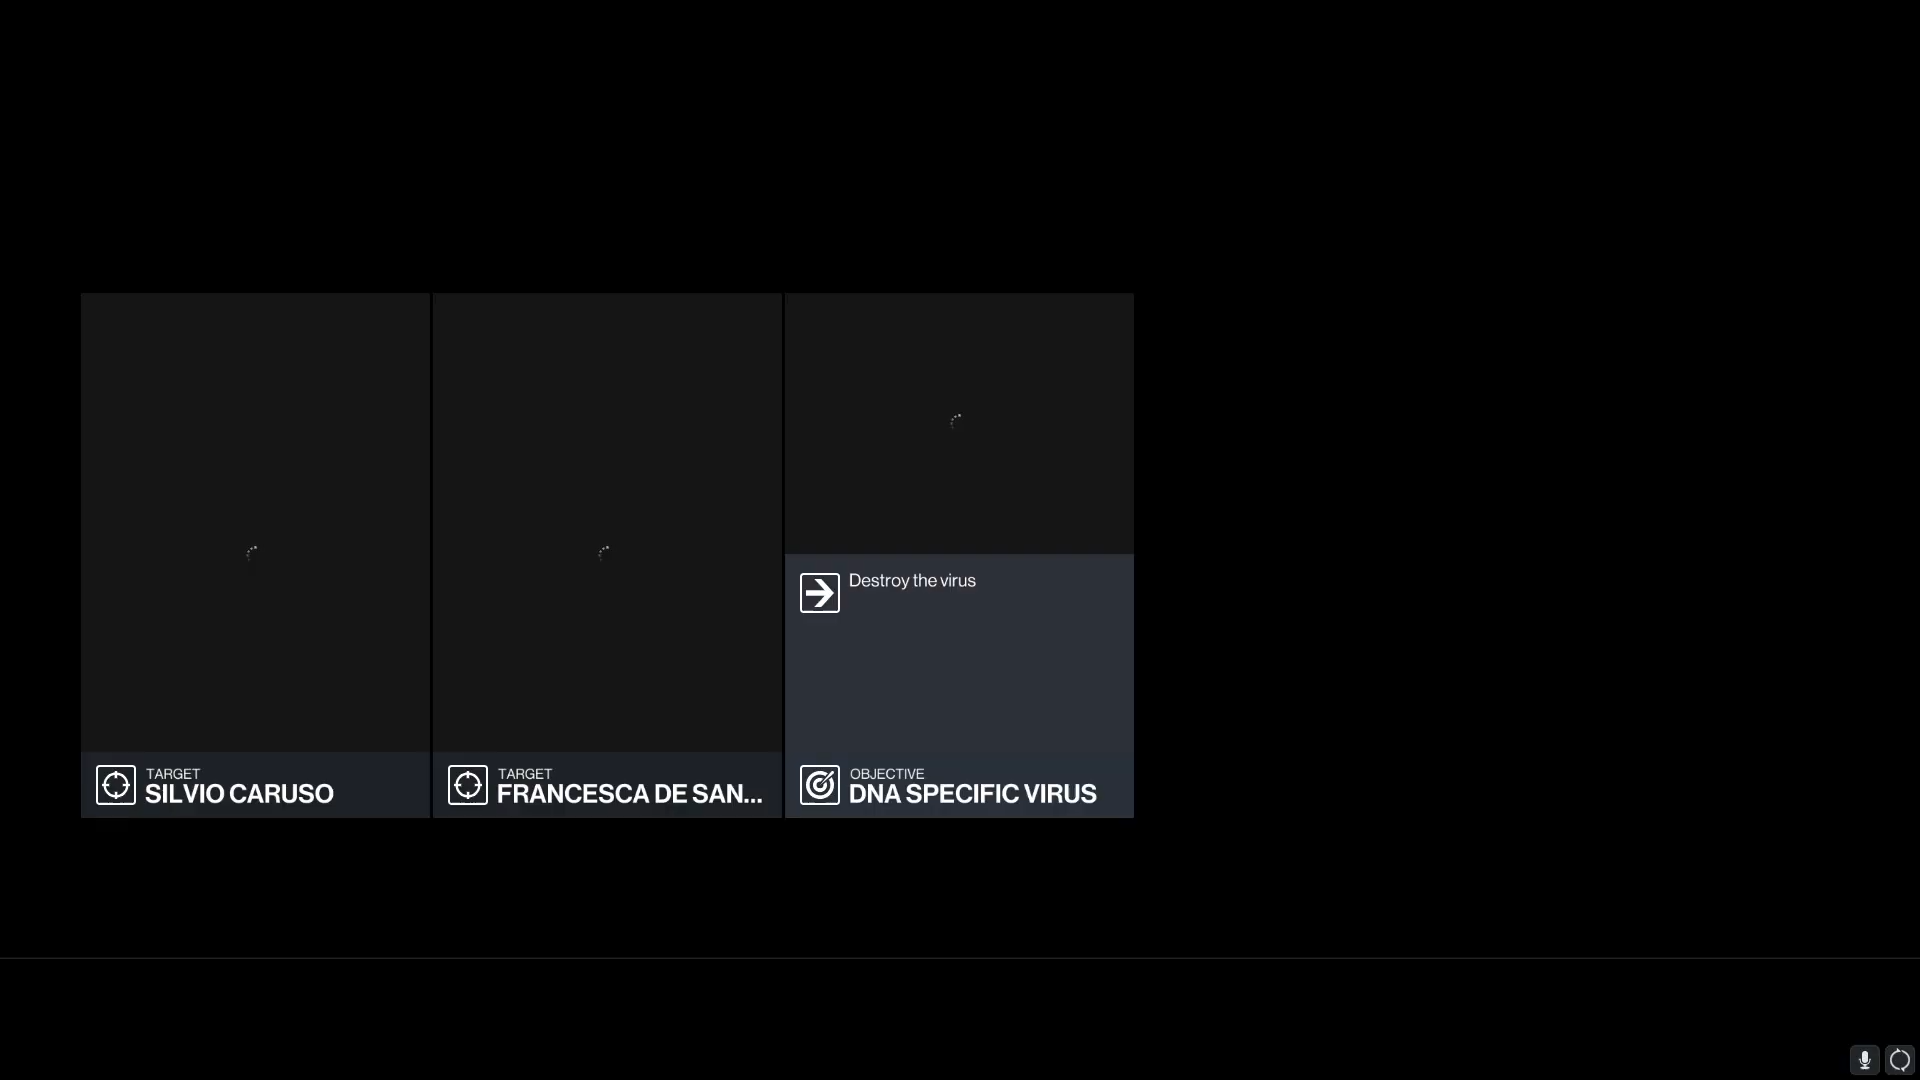 Destroy the virus
TARGET
SILVIO CARUSO
TARGET
FRANCESCA DE SAN...
OBJECTIVE
DNA SPECIFIC VIRUS